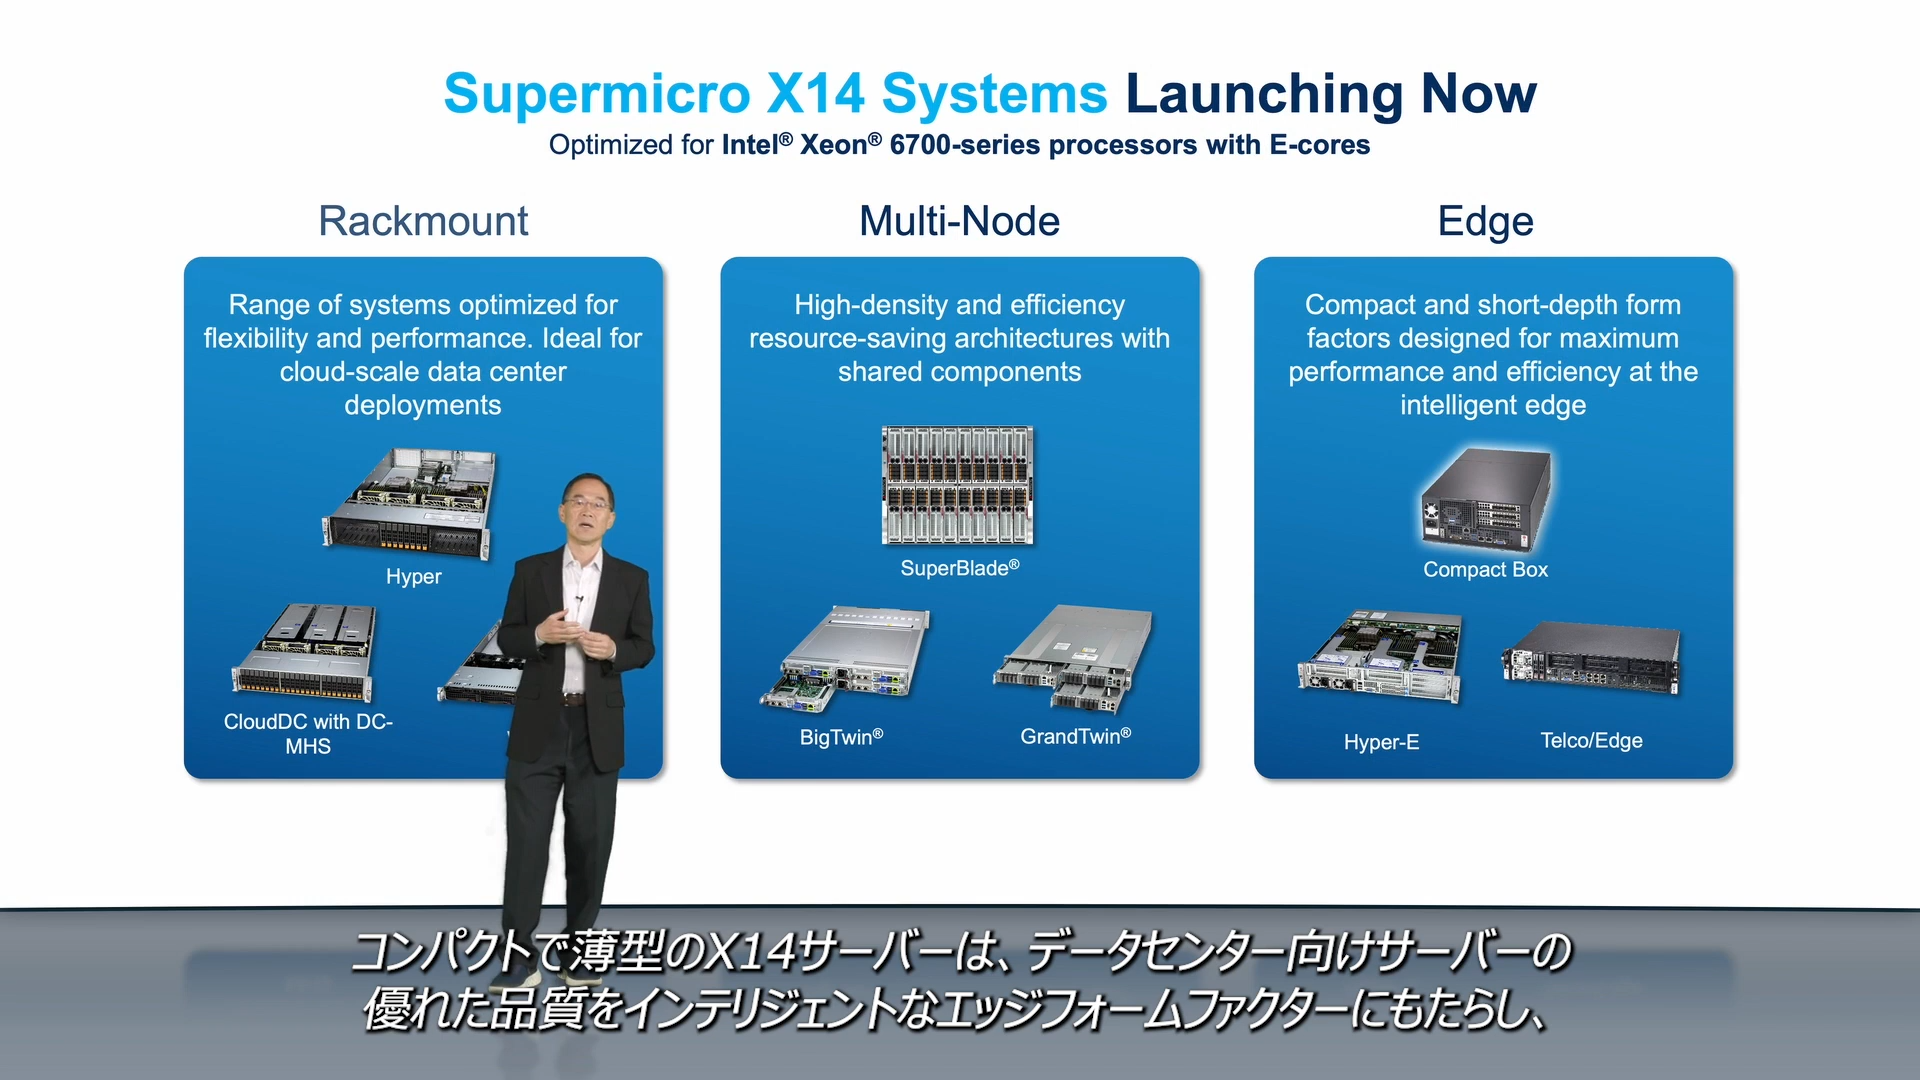 Supermicro X14 Systems Launching Now
Optimized for Intel® Xeon® 6700-series processors with E-cores
Rackmount
Range of systems optimized for
flexibility and performance. Ideal for
cloud-scale data center
deployments
Hyper
CloudDC with DC-
MHS
Multi-Node
High-density and efficiency
resource-saving architectures with
shared components
SuperBlade®
BigTwin®
GrandTwin®
Edge
Compact and short-depth form
factors designed for maximum
performance and efficiency at the
intelligent edge
Compact Box
Hyper-E
Telco/Edge
コンパクトで薄型のX14サーバーは、データセンター向けサーバーの
優れた品質をインテリジェントなエッジフォームファクターにもたらし、